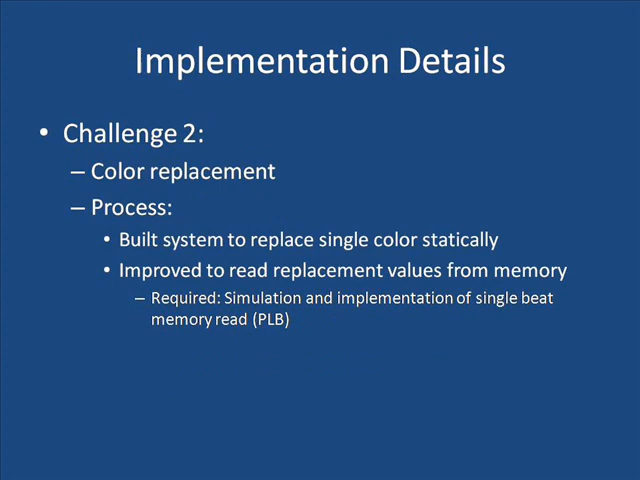 Implementation Details
• Challenge 2:
– Color replacement
– Process:
• Built system to replace single color statically
• Improved to read replacement values from memory
– Required: Simulation and implementation of single beat
memory read (PLB)